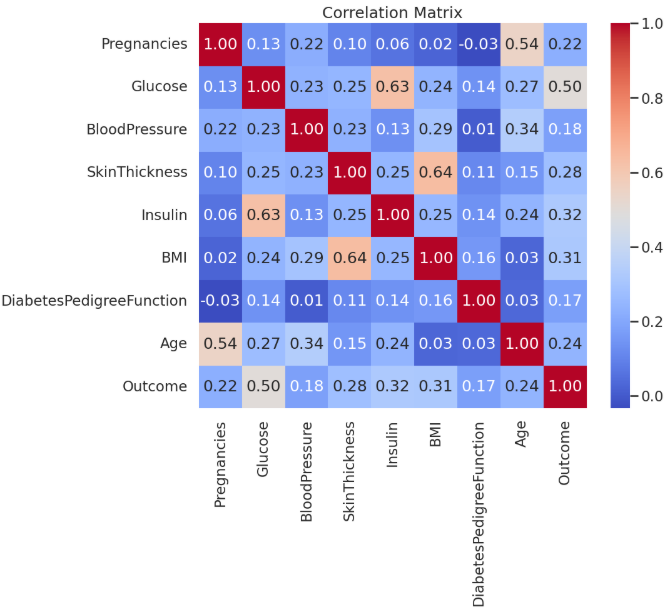 Correlation Matrix
Pregnancies 1.00 0.13 0.22 0.10 0.06 0.02 -0.03 0.54 0.22
Glucose 0.13 1.00 0.23 0.25 0.63 0.24 0.14 0.27 0.50
BloodPressure 0.22 0.23 1.00 0.23 0.13 0.29 0.01 0.34 0.18
SkinThickness 0.10 0.25 0.23 1.00 0.25 0.64 0.11 0.15 0.28
Insulin 0.06 0.63 0.13 0.25 1.00 0.25 0.14 0.24 0.32
BMI 0.02 0.24 0.29 0.64 0.25 1.00 0.16 0.03 0.31
DiabetesPedigreeFunction -0.03 0.14 0.01 0.11 0.14 0.16 1.00 0.03 0.17
Age 0.54 0.27 0.34 0.15 0.24 0.03 0.03 1.00 0.24
Outcome 0.22 0.50 0.18 0.28 0.32 0.31 0.17 0.24 1.00
Pregnancies
Glucose
BloodPressure
SkinThickness
Insulin
BMI
DiabetesPedigreeFunction
Age
Outcome
1.0
0.8
0.6
0.4
0.2
0.0